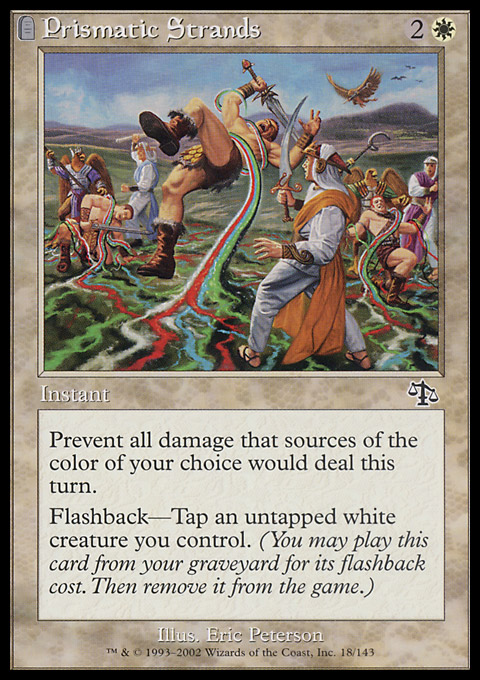 Prismatic Strands 2
Instant
Prevent all damage that sources of the
color of your choice would deal this
turn.
Flashback—Tap an untapped white
creature you control. (You may play this
card from your graveyard for its flashback
cost. Then remove it from the game.)
Illus. Eric Peterson
™ & © 1993–2002 Wizards of the Coast, Inc. 18/143